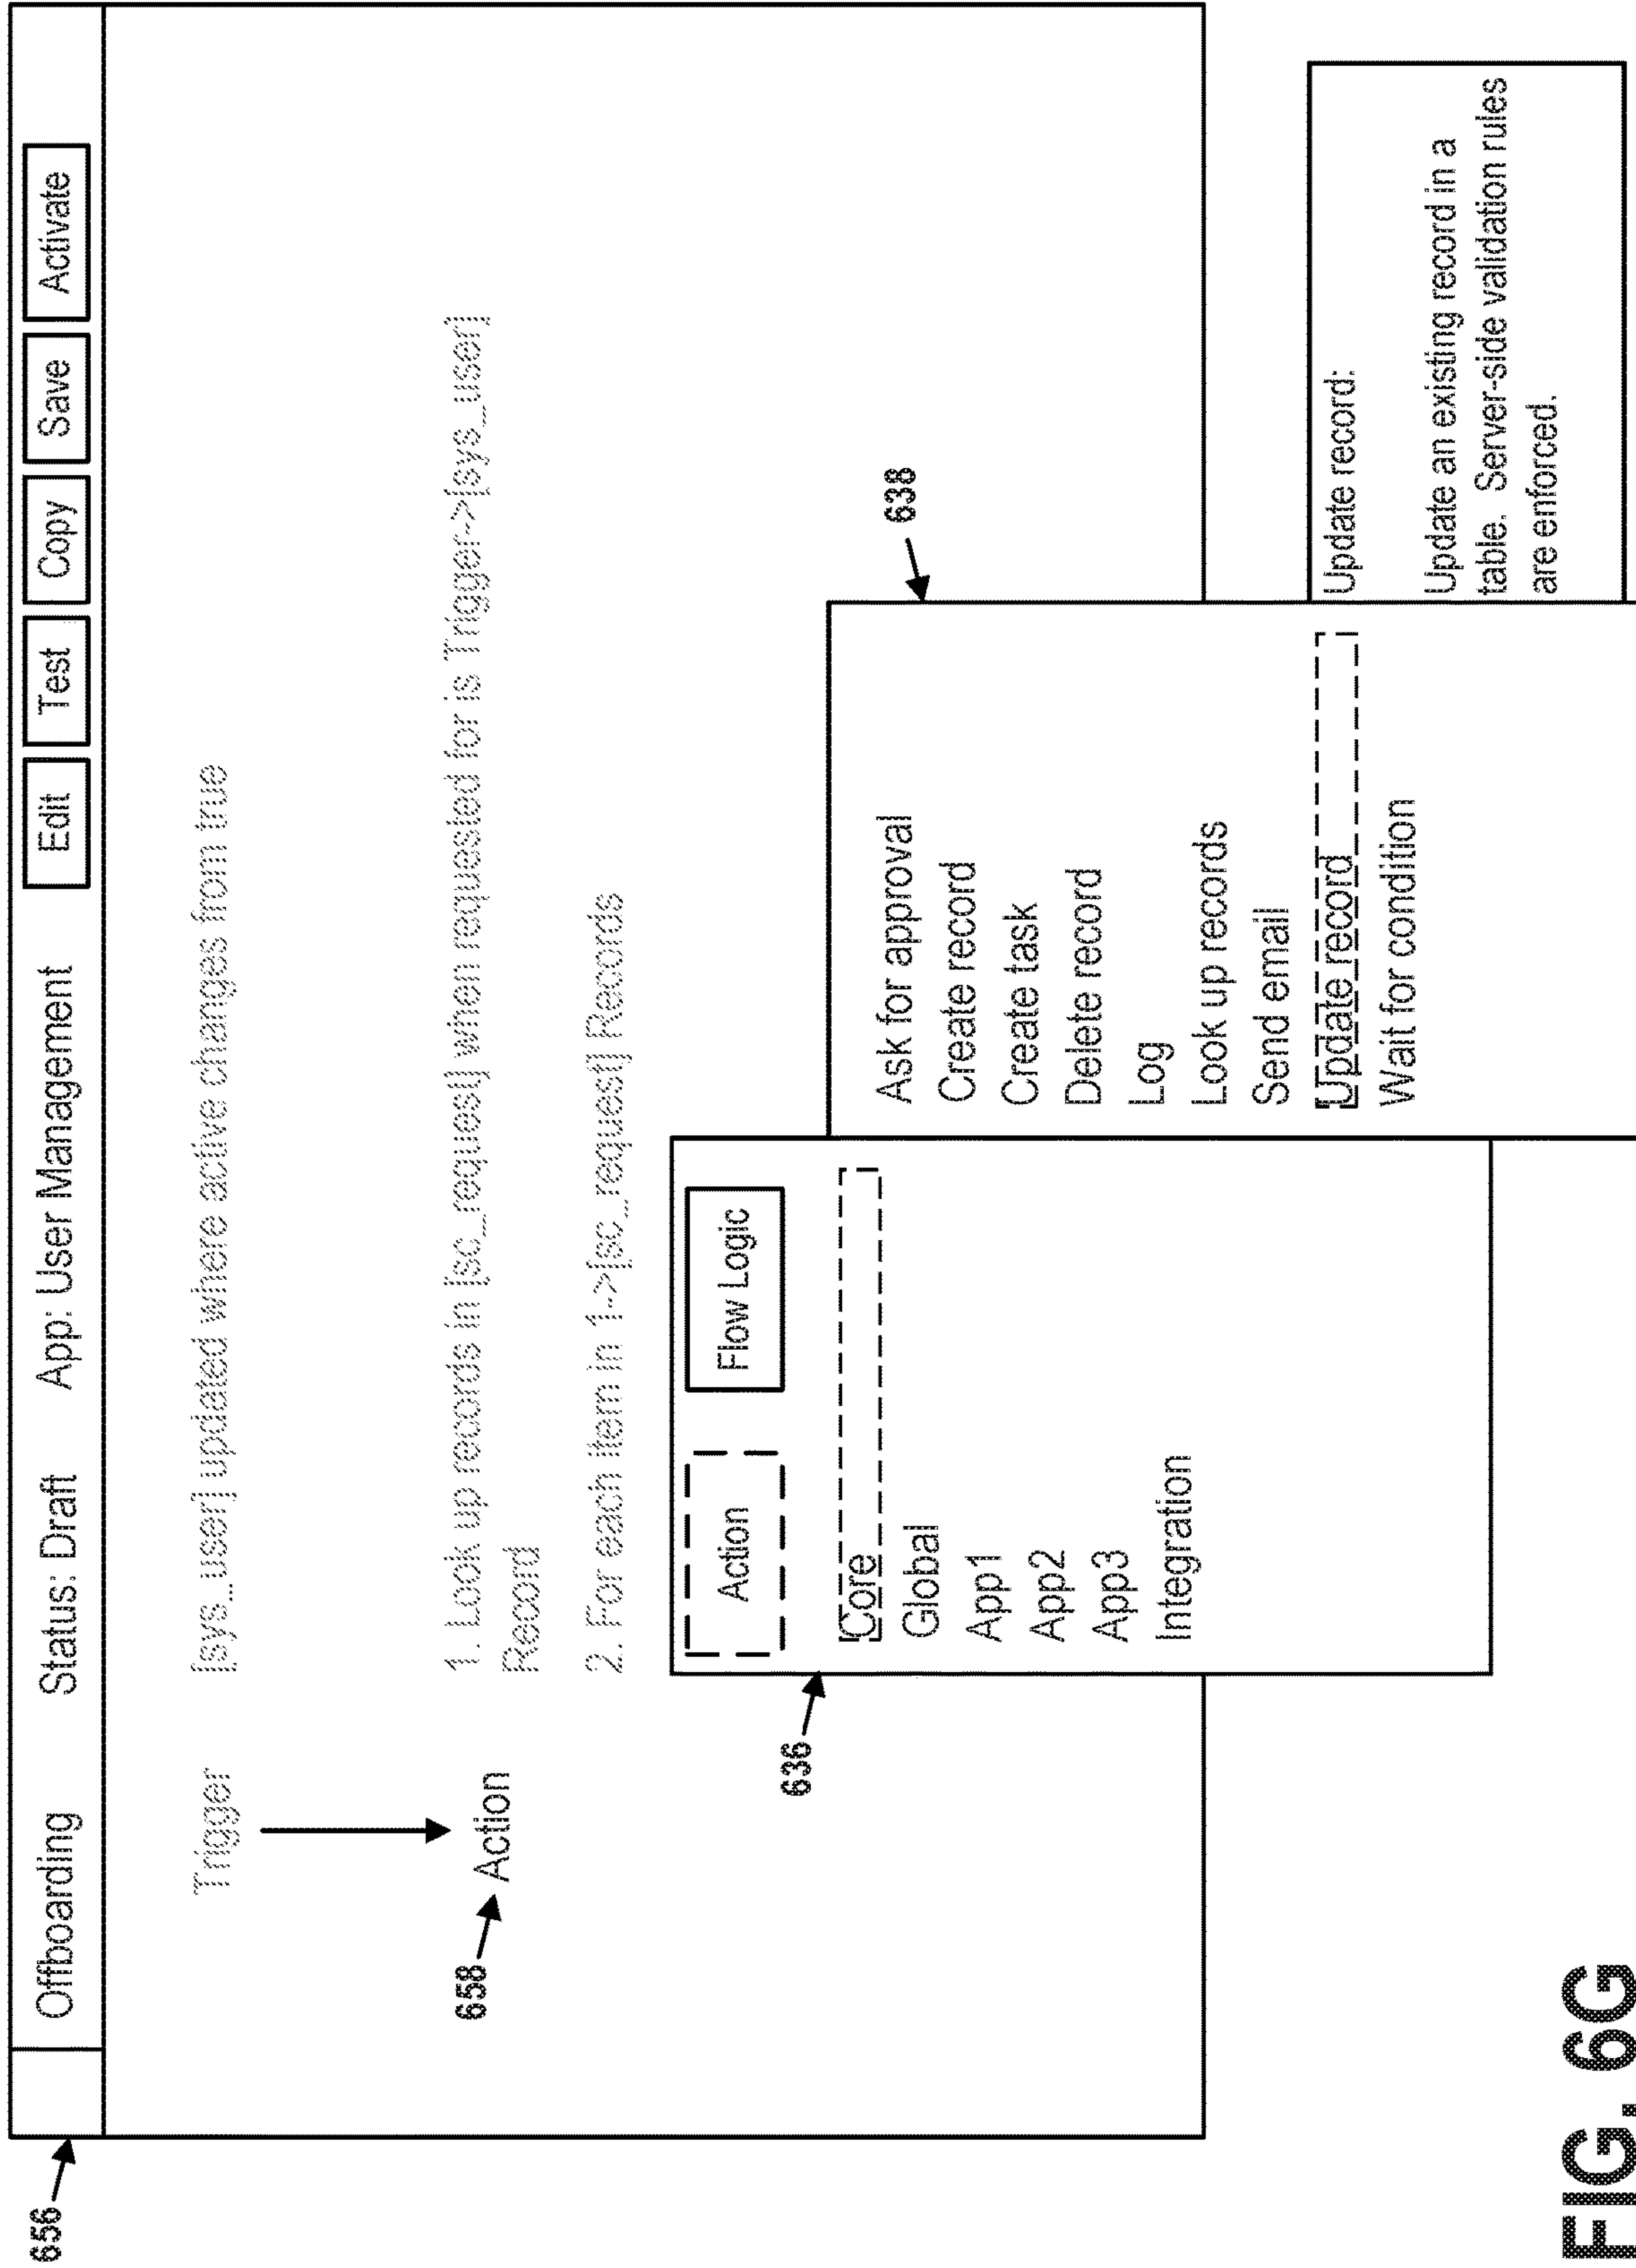 656
Offboarding Status: Draft App: User Management Edit Test Copy Save Activate
Trigger [sys_user] updated where active changes from true
658
Action
1. Look up records in [sc_request] when requested for is Trigger->[sys_user]
Record
2. For each item in 1->[sc_request] Records
636
Action Flow Logic
Core
Global
App1
App2
App3
Integration
638
Ask for approval
Create record
Create task
Delete record
Log
Look up records
Send email
Update record
Wait for condition
Update record:
Update an existing record in a
table. Server-side validation rules
are enforced.
FIG. 6G